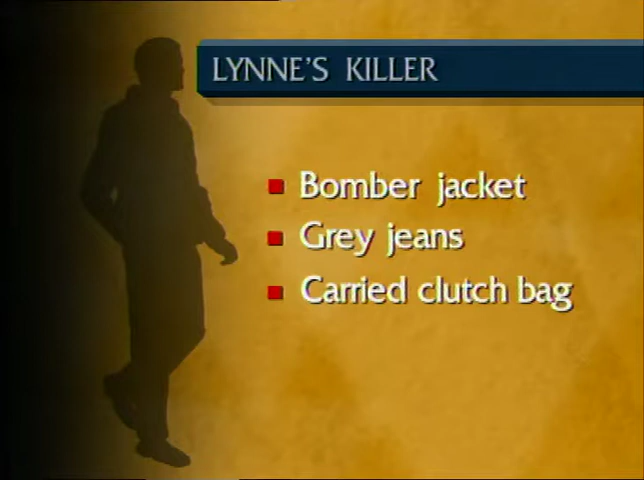 LYNNE'S KILLER
Bomber jacket
Grey jeans
Carried clutch bag